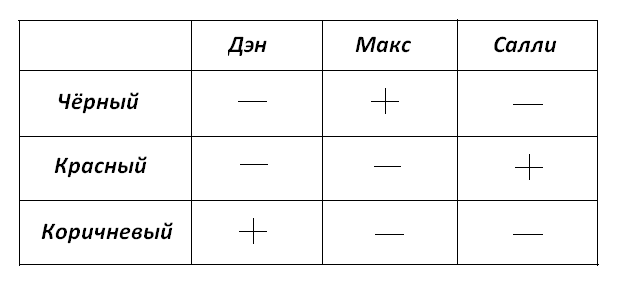 Дэн Макс Салли
Чёрный — + —
Красный — — +
Коричневый + — —